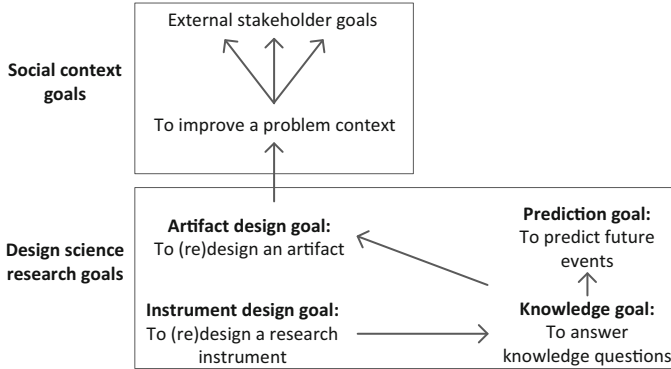 External stakeholder goals
Social context
goals
To improve a problem context
Design science
research goals
Artifact design goal:
To (re)design an artifact
Prediction goal:
To predict future
events
Instrument design goal:
To (re)design a research
instrument
Knowledge goal:
To answer
knowledge questions